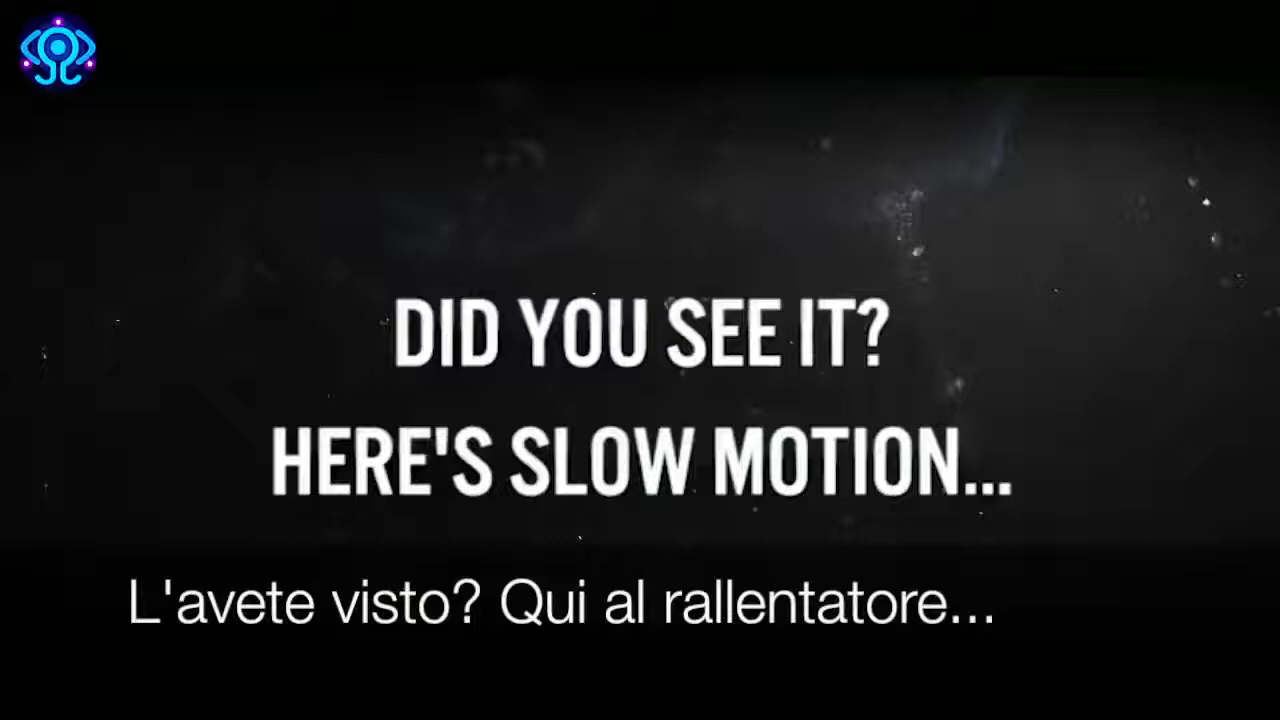 DID YOU SEE IT?
HERE'S SLOW MOTION...
L'avete visto? Qui al rallentatore...